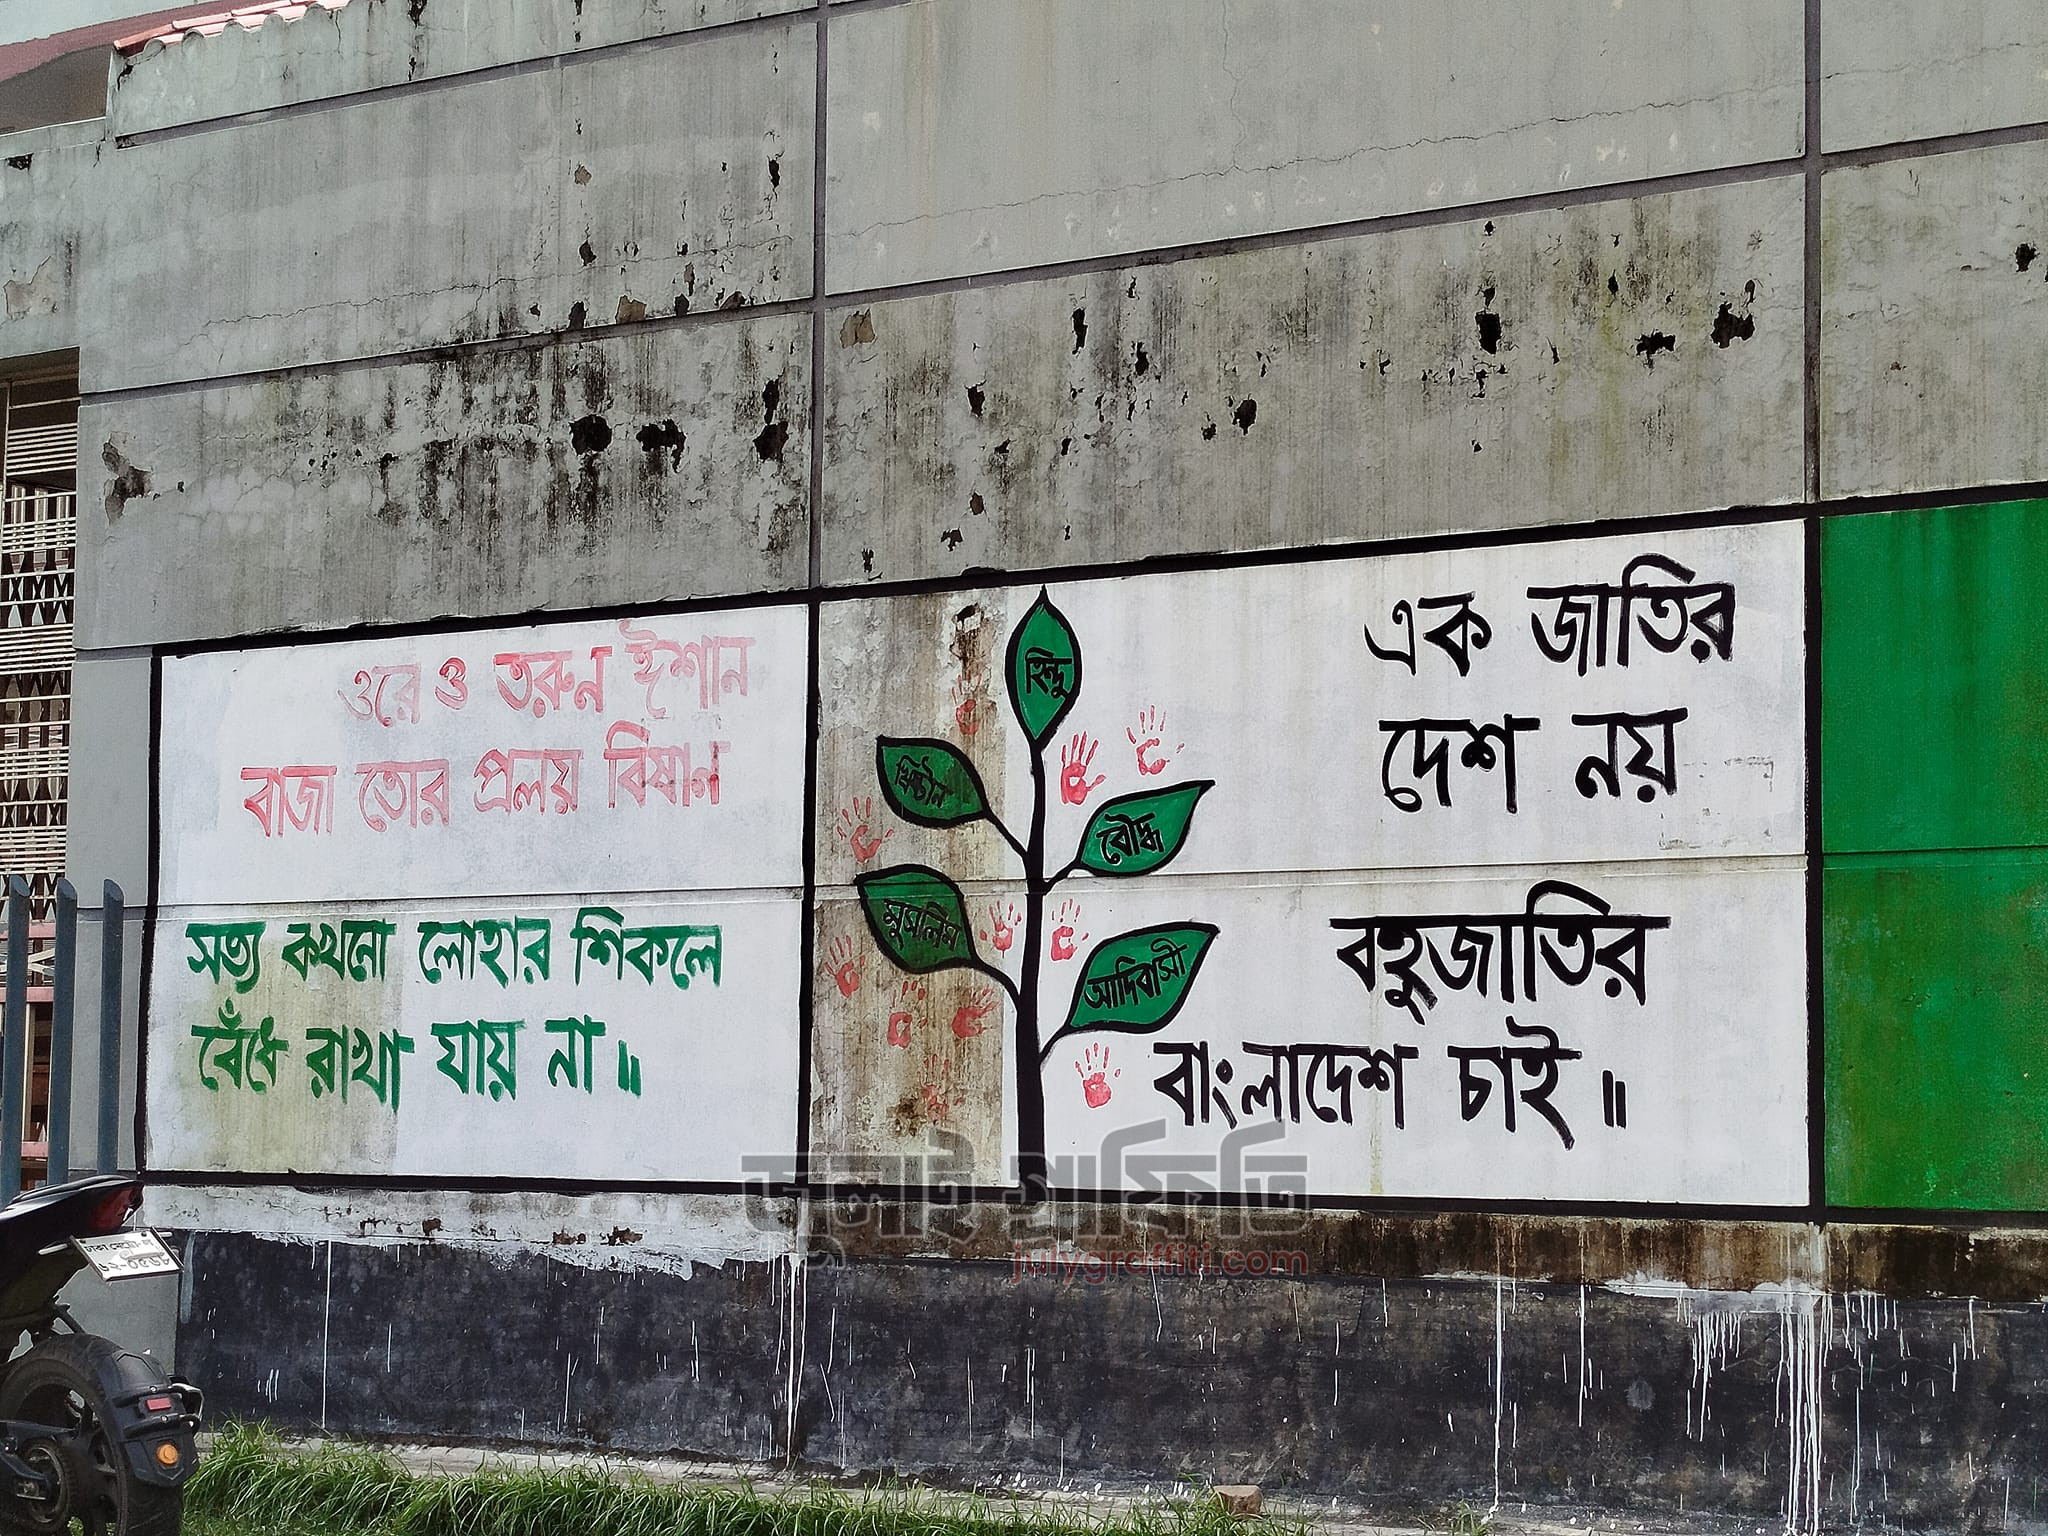 ওরে ও তরুন ঈশান
বাজা তোর প্রলয় বিষান
সত্য কখনো লোহার শিকলে
বেঁধে রাখা যায় না॥
হিন্দু
খ্রিস্টান
বৌদ্ধ
মুসলিম
আদিবাসী
এক জাতির
দেশ নয়
বহুজাতির
বাংলাদেশ চাই॥
জুলাই গ্রাফিতি
julygraffiti.com